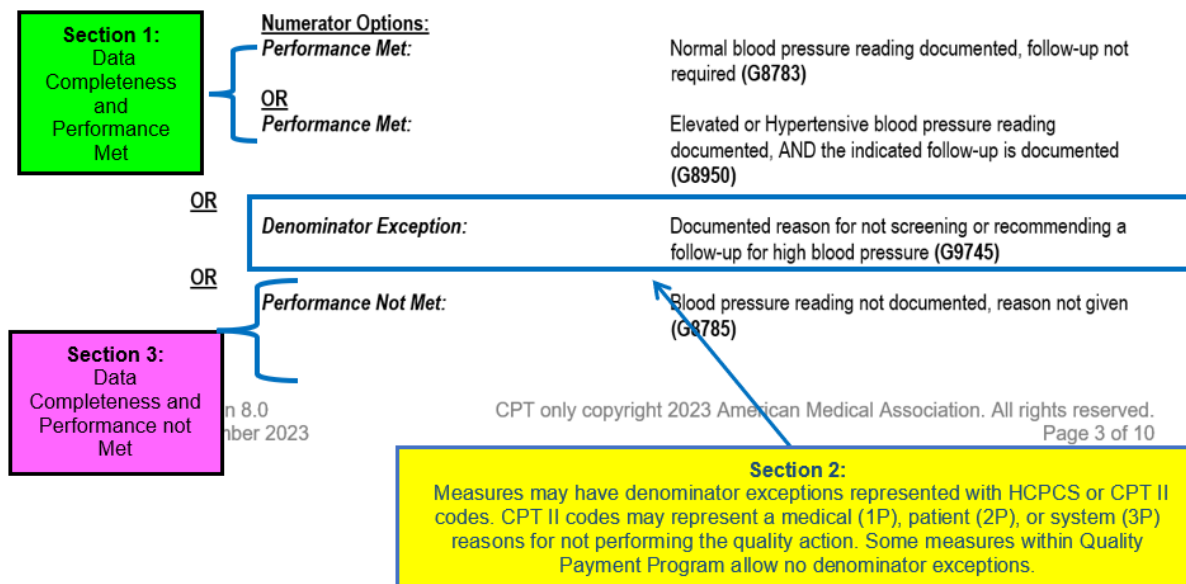 Section 1:
Data
Completeness
and
Performance
Met
Numerator Options:
Performance Met:
Normal blood pressure reading documented, follow-up not
required (G8783)
OR
Performance Met:
Elevated or Hypertensive blood pressure reading
documented, AND the indicated follow-up is documented
(G8950)
OR
Denominator Exception:
Documented reason for not screening or recommending a
follow-up for high blood pressure (G9745)
OR
Performance Not Met:
Blood pressure reading not documented, reason not given
(G8785)
Section 3:
Data
Completeness and
Performance not
Met
n 8.0
mber 2023
CPT only copyright 2023 American Medical Association. All rights reserved.
Page 3 of 10
Section 2:
Measures may have denominator exceptions represented with HCPCS or CPT II
codes. CPT II codes may represent a medical (1P), patient (2P), or system (3P)
reasons for not performing the quality action. Some measures within Quality
Payment Program allow no denominator exceptions.